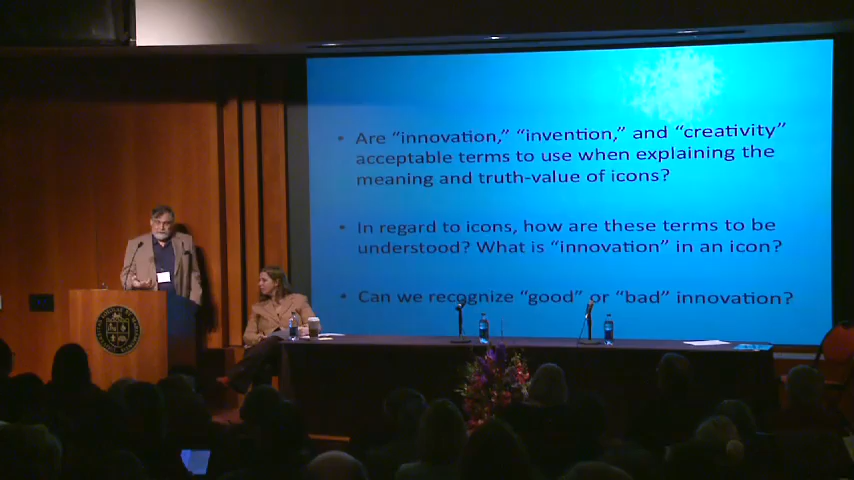 • Are “innovation,” “invention,” and “creativity”
acceptable terms to use when explaining the
meaning and truth-value of icons?
• In regard to icons, how are these terms to be
understood? What is “innovation” in an icon?
• Can we recognize “good” or “bad” innovation?